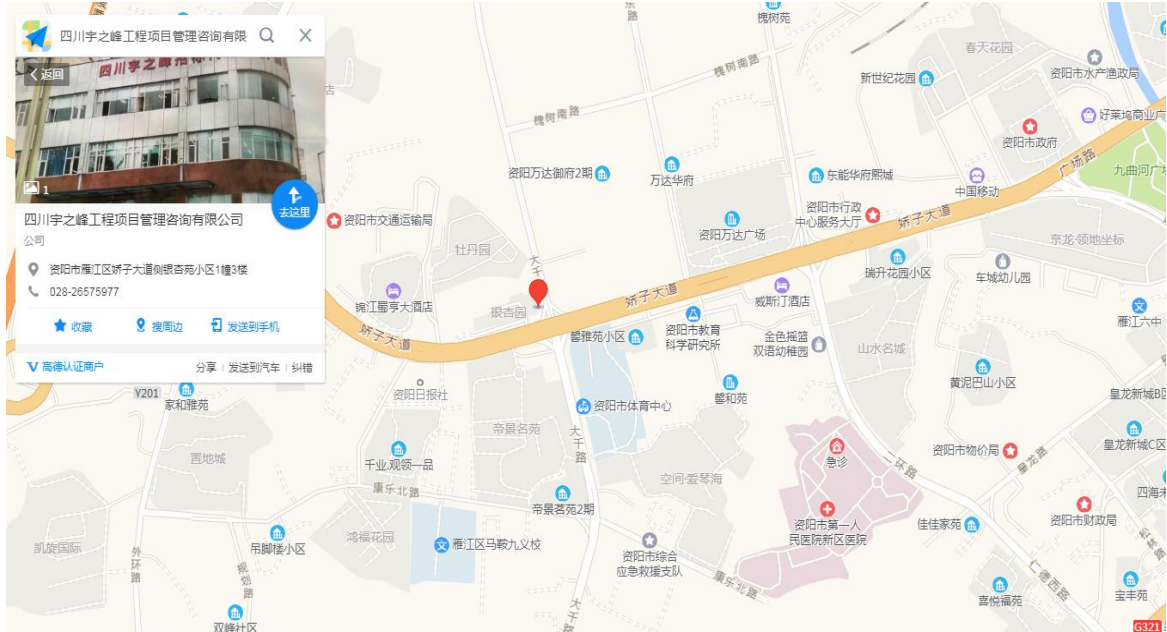 四川宇之峰工程项目管理咨询有限
返回
四川宇之峰招标
1
去这里
四川宇之峰工程项目管理咨询有限公司
公司
资阳市雁江区娇子大道侧银杏苑小区1幢3楼
028-26575977
收藏
搜周边
发送到手机
高德认证商户
分享
发送到汽车
纠错
槐树苑
春天花园
资阳市水产渔政局
新世纪花园
槐树南路
槐树南路
好莱坞商业广
资阳市政府
广场路
九曲河广场
资阳万达御府2期
万达华府
东能华府熙城
中国移动
资阳市行政
中心服务大厅
娇子大道
资阳市交通运输局
资阳万达广场
京龙·领地坐标
牡丹园
大千路
瑞升花园小区
车城幼儿园
锦江蜀亨大酒店
银杏园
娇子大道
威斯汀酒店
雁江六中
娇子大道
馨雅苑小区
资阳市教育
科学研究所
金色摇篮
双语幼稚园
山水名城
黄泥巴山小区
资阳日报社
馨和苑
皇龙新城B区
Y201
家和雅苑
资阳市体育中心
帝景名苑
大千路
皇龙新城C区
置地城
千业.观领一品
急诊
资阳市物价局
皇龙路
二环路
空间·爱琴海
康乐北路
帝景茗苑2期
四海
资阳市第一人
民医院新区医院
佳佳家苑
资阳市财政局
凯旋国际
外环路
吊脚楼小区
鸿福花园
雁江区马鞍九义校
资阳市综合
应急救援支队
康乐北路
规划路
仁德西路
喜悦福苑
宝丰苑
松林路
双峰社区
大千路
G321